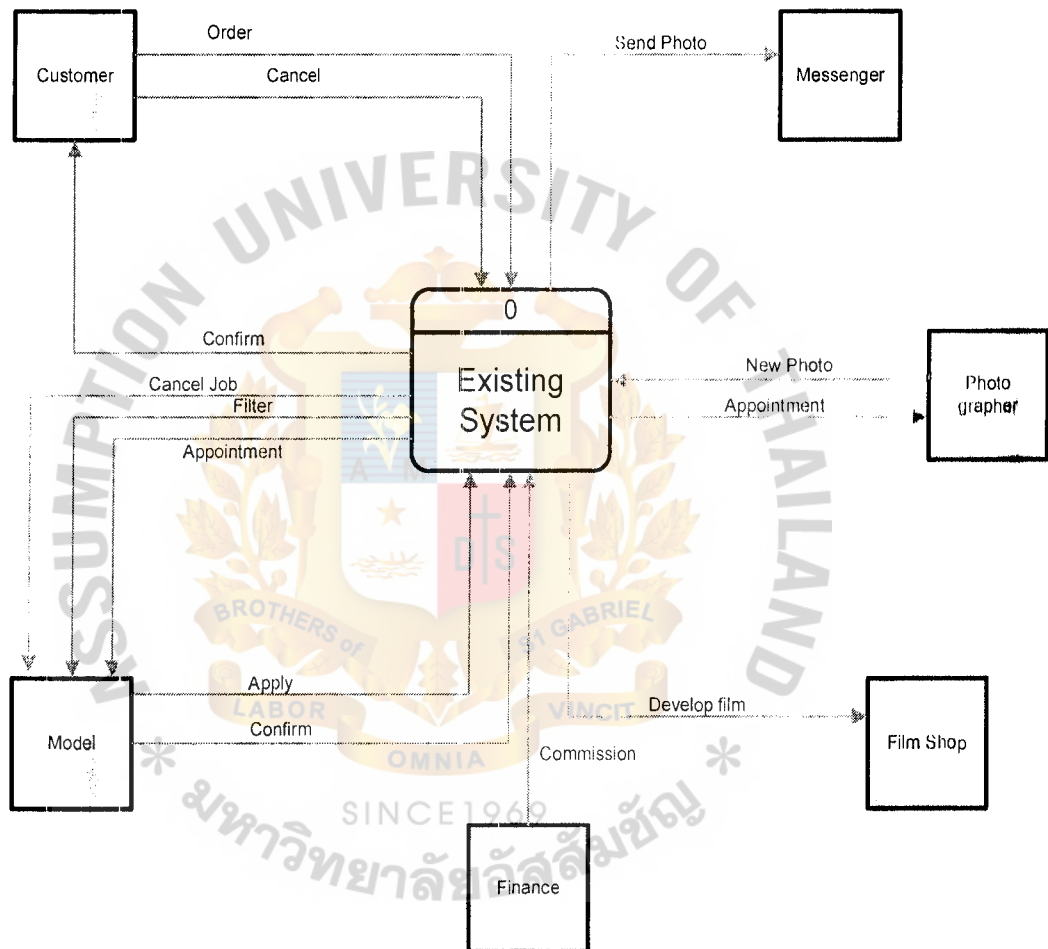 Order
Send Photo
Customer
Cancel
Messenger
ASSUMPTION UNIVERSITY OF THAILAND
0
Existing
System
Confirm
New Photo
Photo
grapher
Cancel Job
Filter
Appointment
Appointment
A M
D S
BROTHERS of
ST GABRIEL
Apply
LABOR
VINCIT
Develop film
Model
Confirm
OMNIA
Commission
Film Shop
SINCE 1969
มหาวิทยาลัยอัสสัมชัญ
Finance